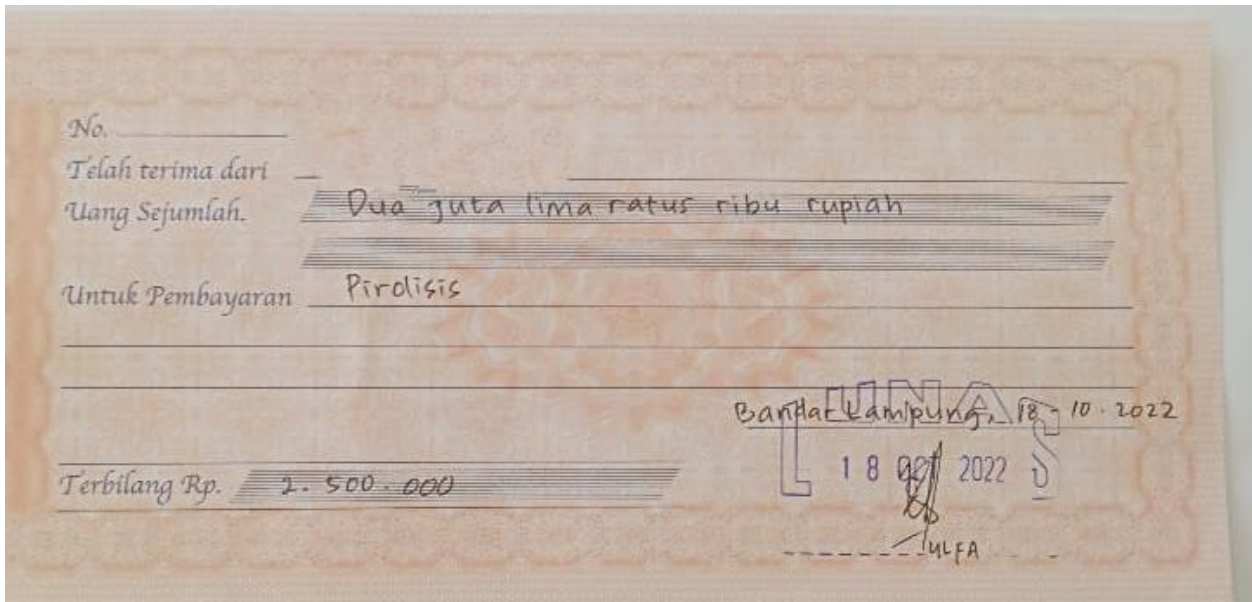 No.
Telah terima dari
Uang Sejumlah. Dua juta lima ratus ribu rupiah
Untuk Pembayaran Pirolisis
Bandar Lampung, 18 - 10 . 2022
LUNAS
18 OCT 2022
Terbilang Rp. 2. 500. 000
ULFA